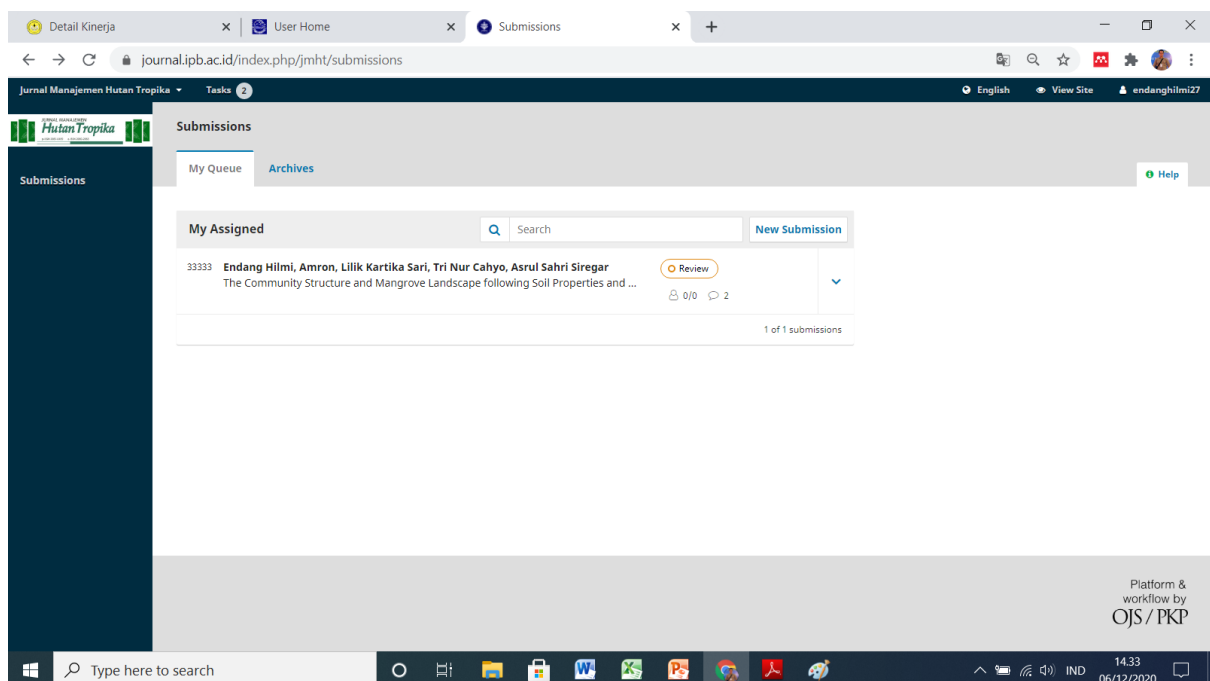 Detail Kinerja
User Home
Submissions
journal.ipb.ac.id/index.php/jmht/submissions
Jurnal Manajemen Hutan Tropika
Tasks 2
English
View Site
endanghilmi27
JURNAL MANAJEMEN
Hutan Tropika
Submissions
Submissions
My Queue
Archives
Help
My Assigned
Search
New Submission
33333 Endang Hilmi, Amron, Lilik Kartika Sari, Tri Nur Cahyo, Asrul Sahri Siregar
The Community Structure and Mangrove Landscape following Soil Properties and ...
Review
0/0 2
1 of 1 submissions
Platform &
workflow by
OJS / PKP
Type here to search
IND
14.33
06/12/2020